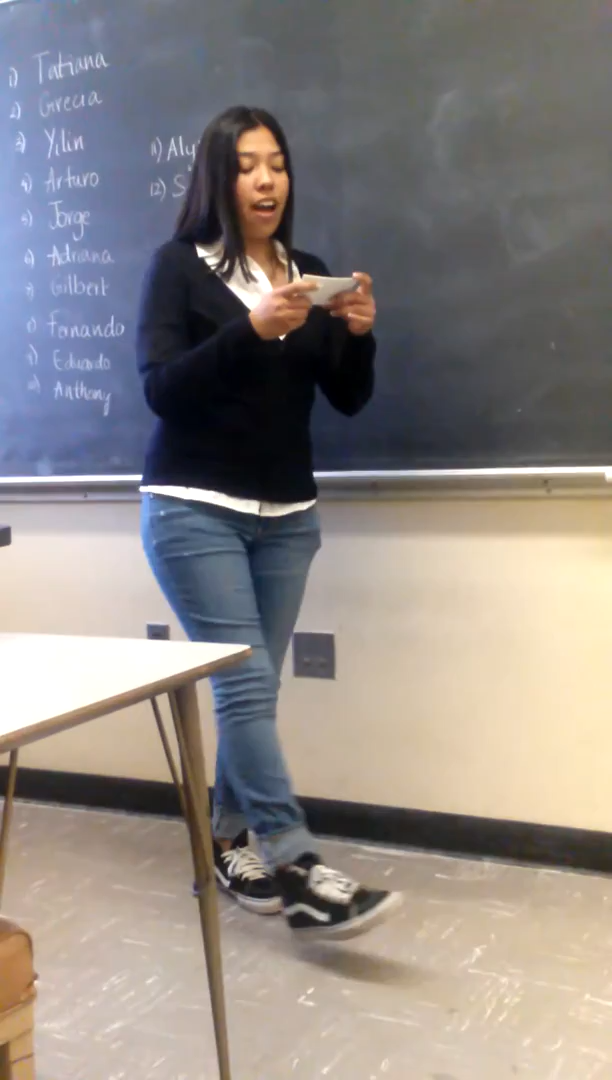 1) Tatiana
2) Grecia
3) Yilin
4) Arturo
5) Jorge
6) Adriana
7) Gilbert
8) Fernando
9) Eduardo
10) Anthony
11)
12)